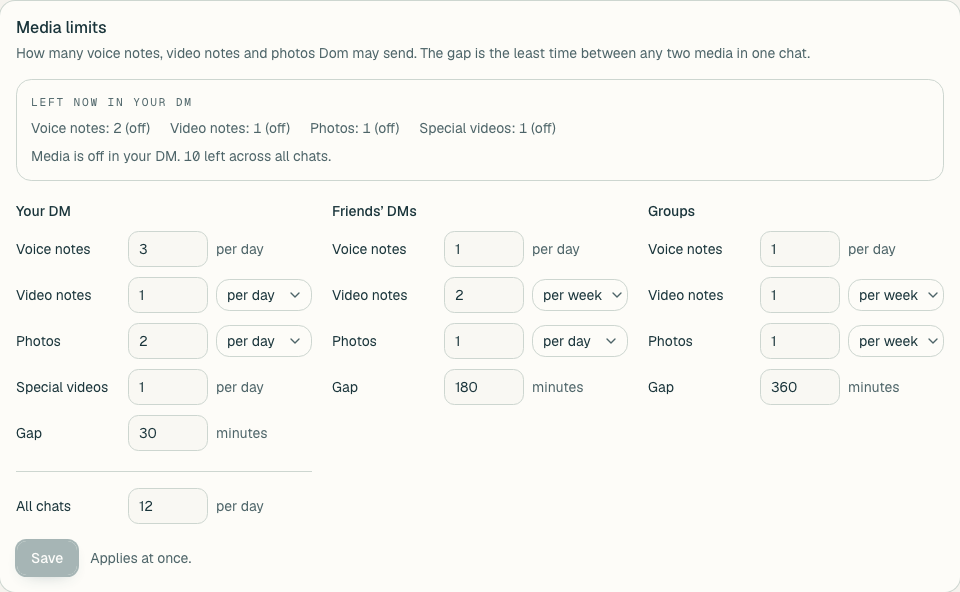 Media limits
How many voice notes, video notes and photos Dom may send. The gap is the least time between any two media in one chat.
LEFT NOW IN YOUR DM
Voice notes: 2 (off) Video notes: 1 (off) Photos: 1 (off) Special videos: 1 (off)
Media is off in your DM. 10 left across all chats.
Your DM
Voice notes 3 per day
Video notes 1 per day
Photos 2 per day
Special videos 1 per day
Gap 30 minutes
All chats 12 per day
Friends’ DMs
Voice notes 1 per day
Video notes 2 per week
Photos 1 per day
Gap 180 minutes
Groups
Voice notes 1 per day
Video notes 1 per week
Photos 1 per week
Gap 360 minutes
Save Applies at once.